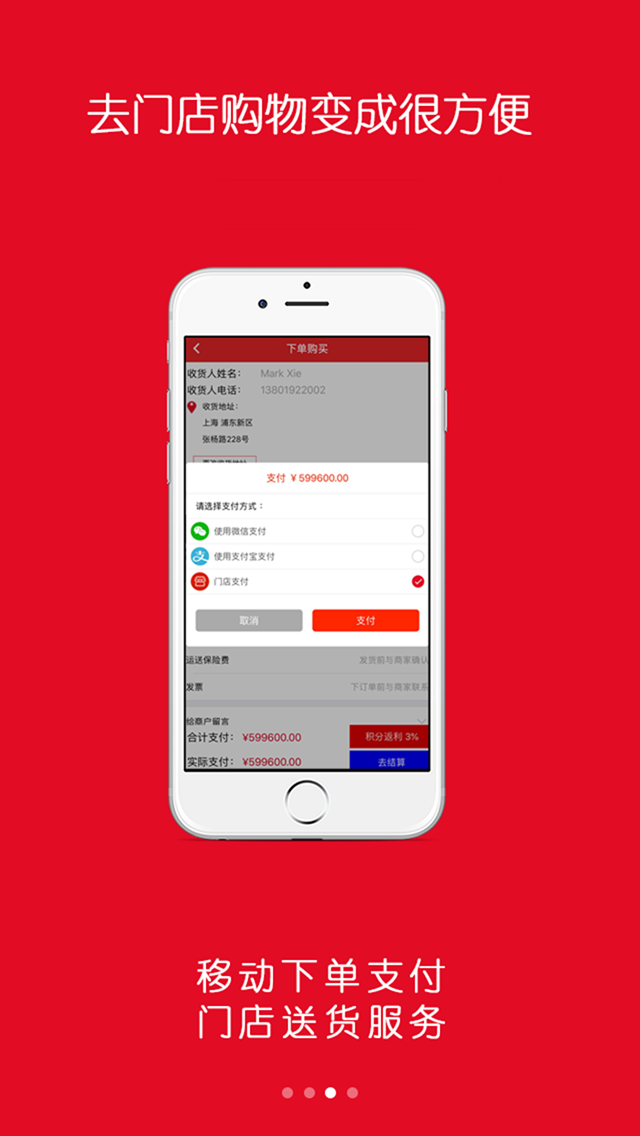 去门店购物变成很方便
下单购买
收货人姓名: Mark Xie
收货人电话: 13801922002
收货地址:
上海 浦东新区
张杨路228号
支付 ¥ 599600.00
请选择支付方式：
使用微信支付
使用支付宝支付
门店支付
取消 支付
运送保险费 发货前与商家确认
发票 下订单前与商家联系
给商户留言
合计支付: ¥599600.00 积分返利 3%
实际支付: ¥599600.00 去结算
移动下单支付
门店送货服务